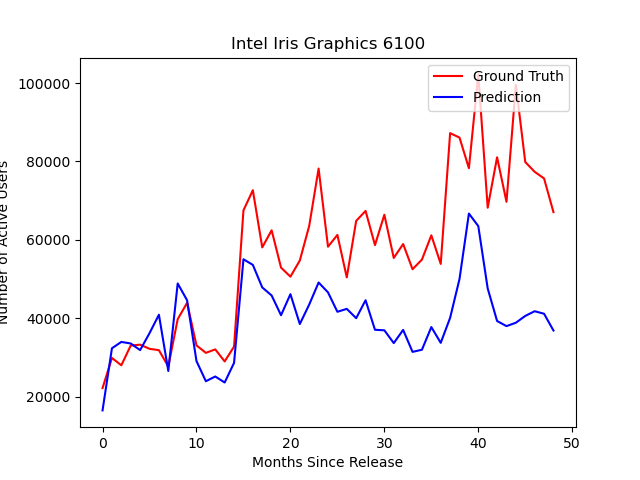 Intel Iris Graphics 6100
Ground Truth
Prediction
100000
80000
60000
40000
20000
Number of Active Users
0 10 20 30 40 50
Months Since Release